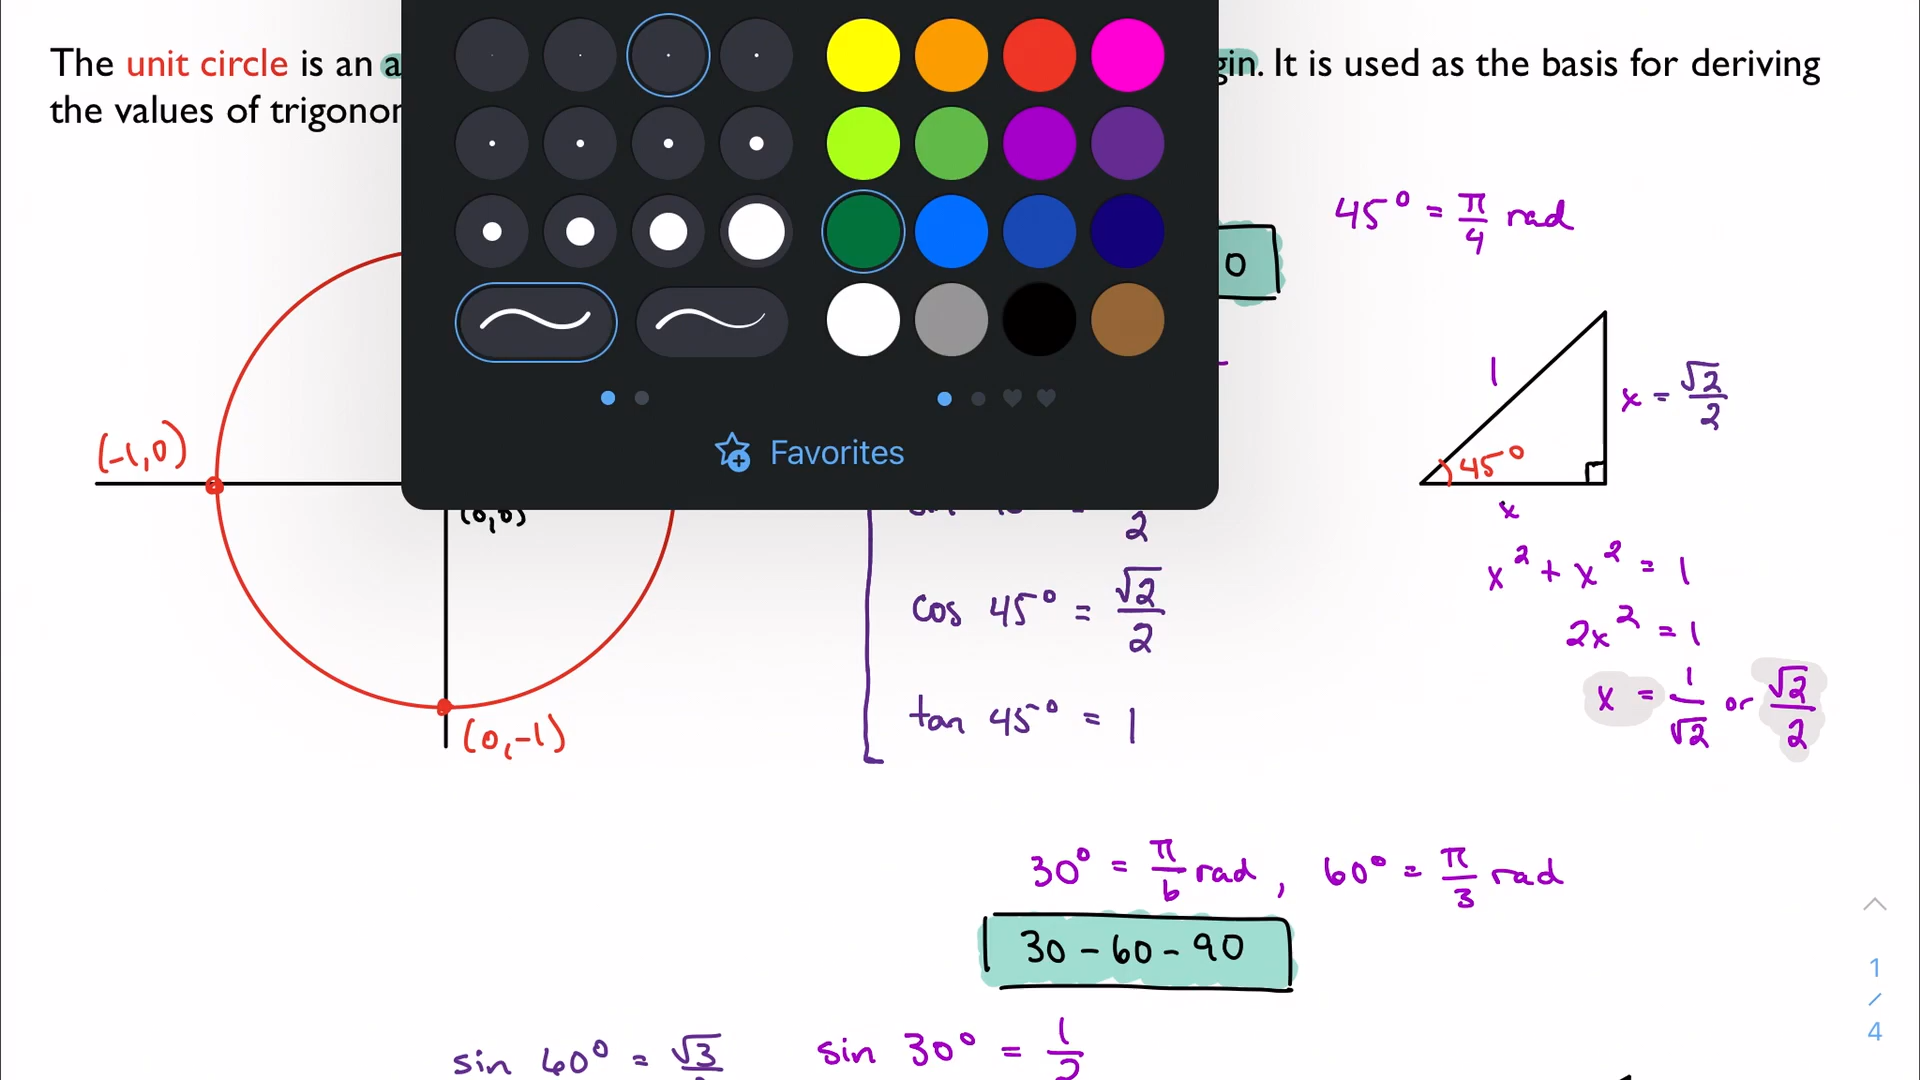 The unit circle is an a
gin. It is used as the basis for deriving
the values of trigonor
45° = π/4 rad
0
1
x = √2/2
(-1,0)
45°
Favorites
x
(0,0)
2
x² + x² = 1
cos 45° = √2/2
2x² = 1
x = 1/√2 or √2/2
tan 45° = 1
(0,-1)
30° = π/6 rad, 60° = π/3 rad
30 - 60 - 90
1
/
4
sin 60° = √3
sin 30° = 1/2